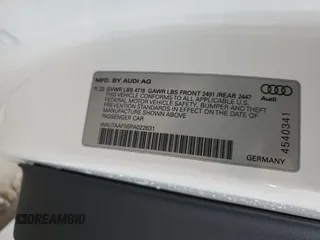 MFD. BY AUDI AG
11.22 GVWR LBS 4718 GAWR LBS FRONT 2491 /REAR 2447
THIS VEHICLE CONFORMS TO ALL APPLICABLE U.S.
FEDERAL MOTOR VEHICLE SAFETY, BUMPER AND THEFT
PREVENTION STANDARDS IN EFFECT ON THE DATE OF
MANUFACTURE SHOWN ABOVE.
PASSENGER CAR
Audi
GERMANY
4540341
DREAMBID